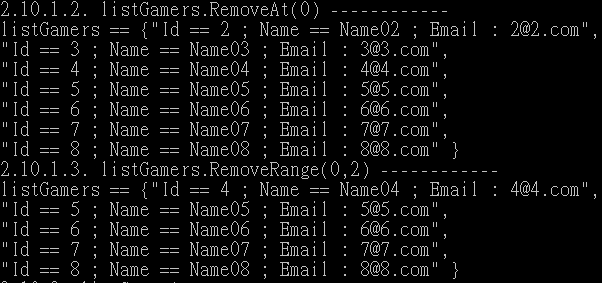 2.10.1.2. listGamers.RemoveAt(0) ------------
listGamers == {"Id == 2 ; Name == Name02 ; Email : 2@2.com",
"Id == 3 ; Name == Name03 ; Email : 3@3.com",
"Id == 4 ; Name == Name04 ; Email : 4@4.com",
"Id == 5 ; Name == Name05 ; Email : 5@5.com",
"Id == 6 ; Name == Name06 ; Email : 6@6.com",
"Id == 7 ; Name == Name07 ; Email : 7@7.com",
"Id == 8 ; Name == Name08 ; Email : 8@8.com" }
2.10.1.3. listGamers.RemoveRange(0,2) ------------
listGamers == {"Id == 4 ; Name == Name04 ; Email : 4@4.com",
"Id == 5 ; Name == Name05 ; Email : 5@5.com",
"Id == 6 ; Name == Name06 ; Email : 6@6.com",
"Id == 7 ; Name == Name07 ; Email : 7@7.com",
"Id == 8 ; Name == Name08 ; Email : 8@8.com" }